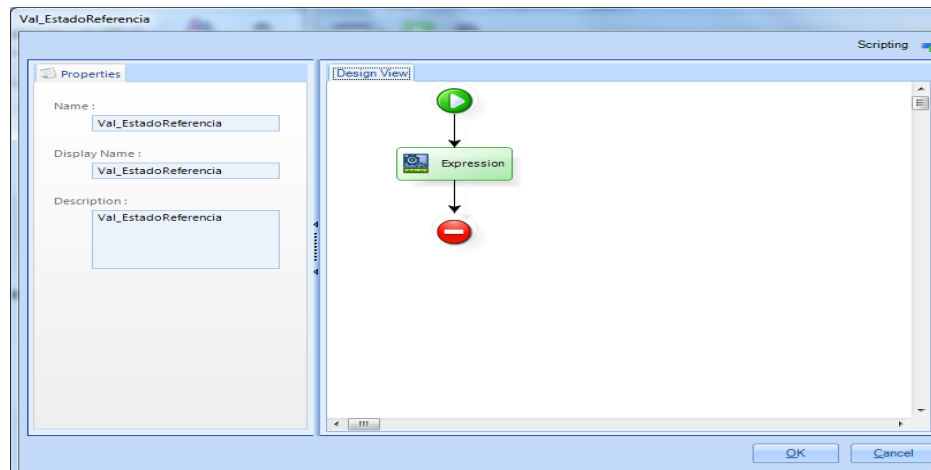 Val_EstadoReferencia
Scripting
Properties
Name :
Val_EstadoReferencia
Display Name :
Val_EstadoReferencia
Description :
Val_EstadoReferencia
Design View
Expression
OK
Cancel